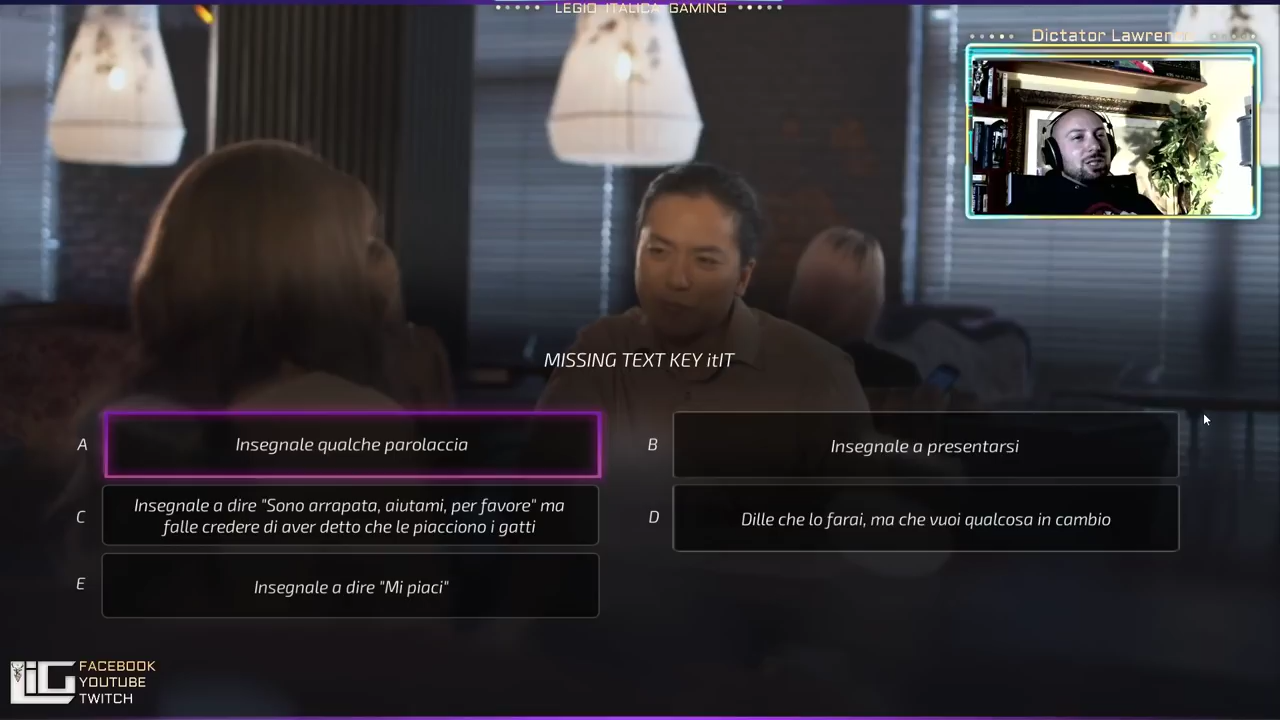 LEGIO ITALICA GAMING
Dictator Lawrence
MISSING TEXT KEY itIT
A
Insegnale qualche parolaccia
B
Insegnale a presentarsi
C
Insegnale a dire "Sono arrapata, aiutami, per favore" ma
falle credere di aver detto che le piacciono i gatti
D
Dille che lo farai, ma che vuoi qualcosa in cambio
E
Insegnale a dire "Mi piaci"
LIG
FACEBOOK
YOUTUBE
TWITCH